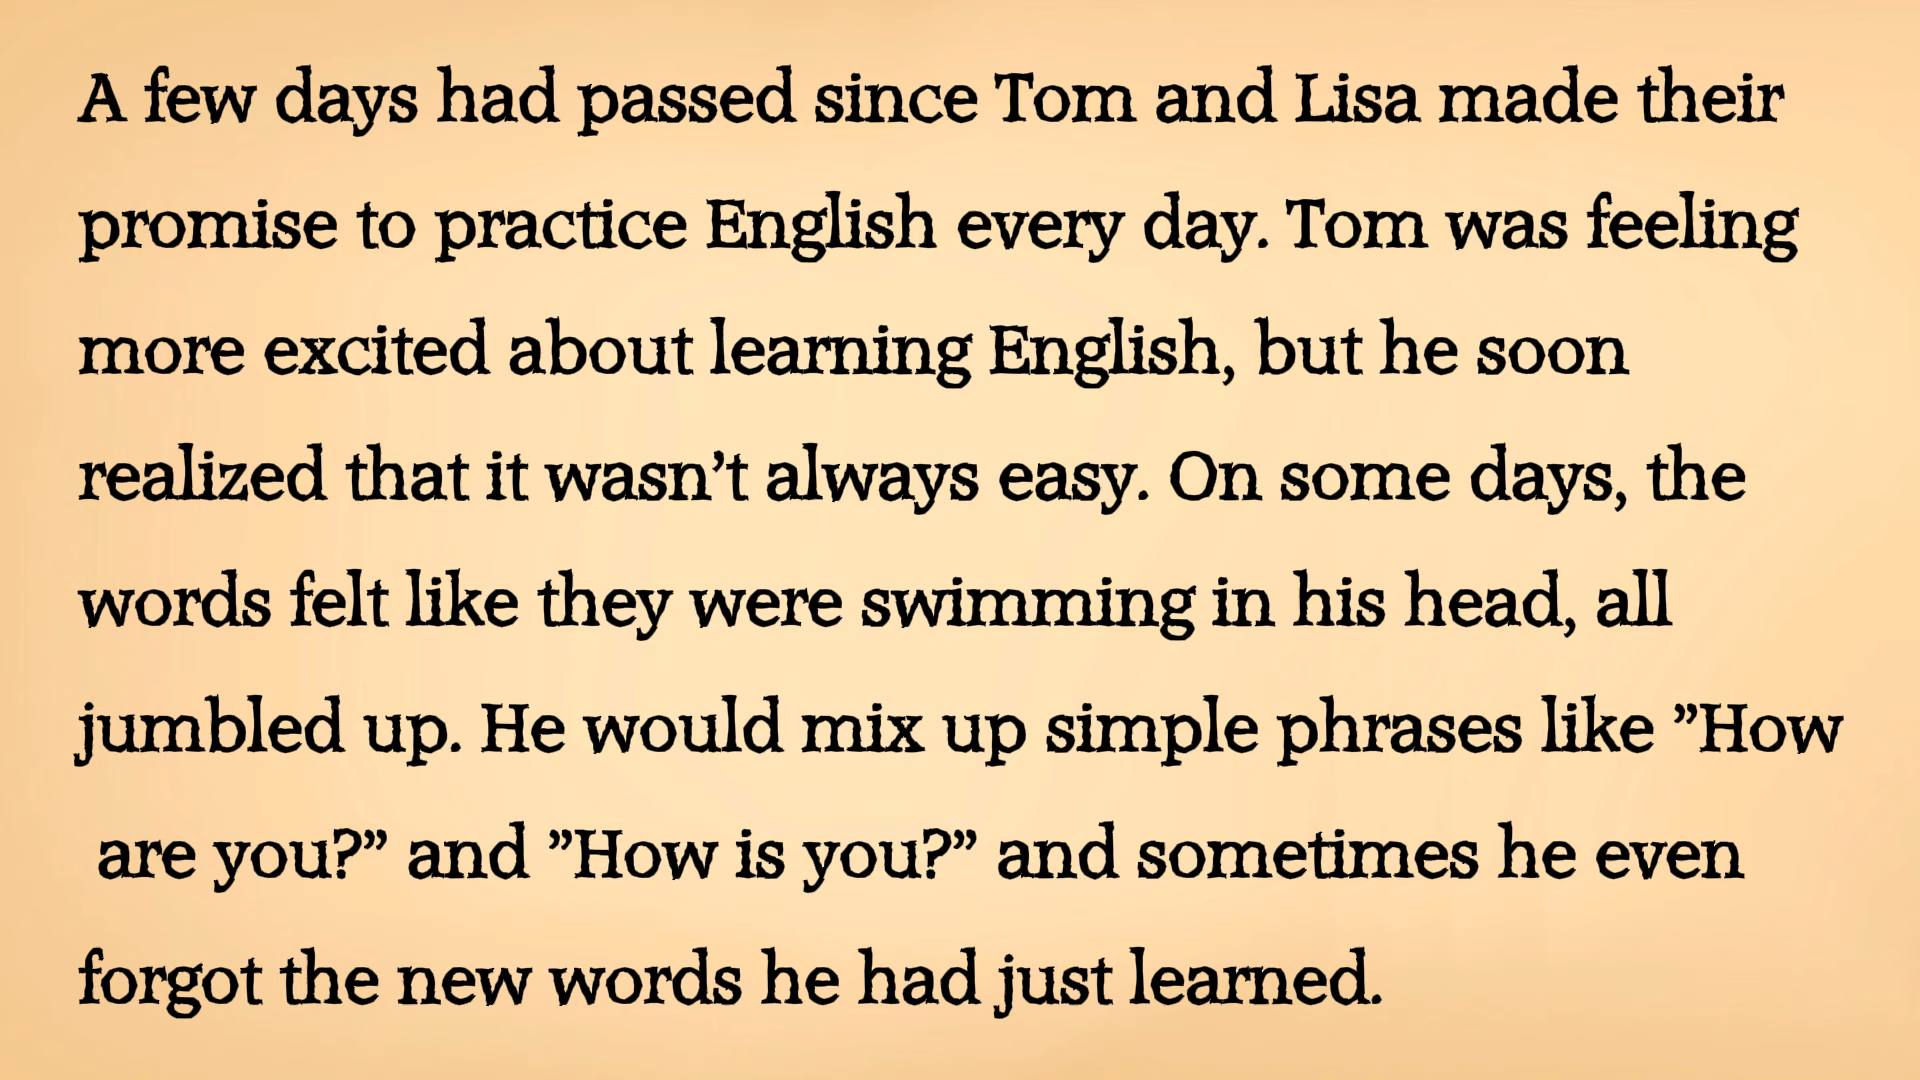 A few days had passed since Tom and Lisa made their
promise to practice English every day. Tom was feeling
more excited about learning English, but he soon
realized that it wasn’t always easy. On some days, the
words felt like they were swimming in his head, all
jumbled up. He would mix up simple phrases like ”How
are you?” and ”How is you?” and sometimes he even
forgot the new words he had just learned.